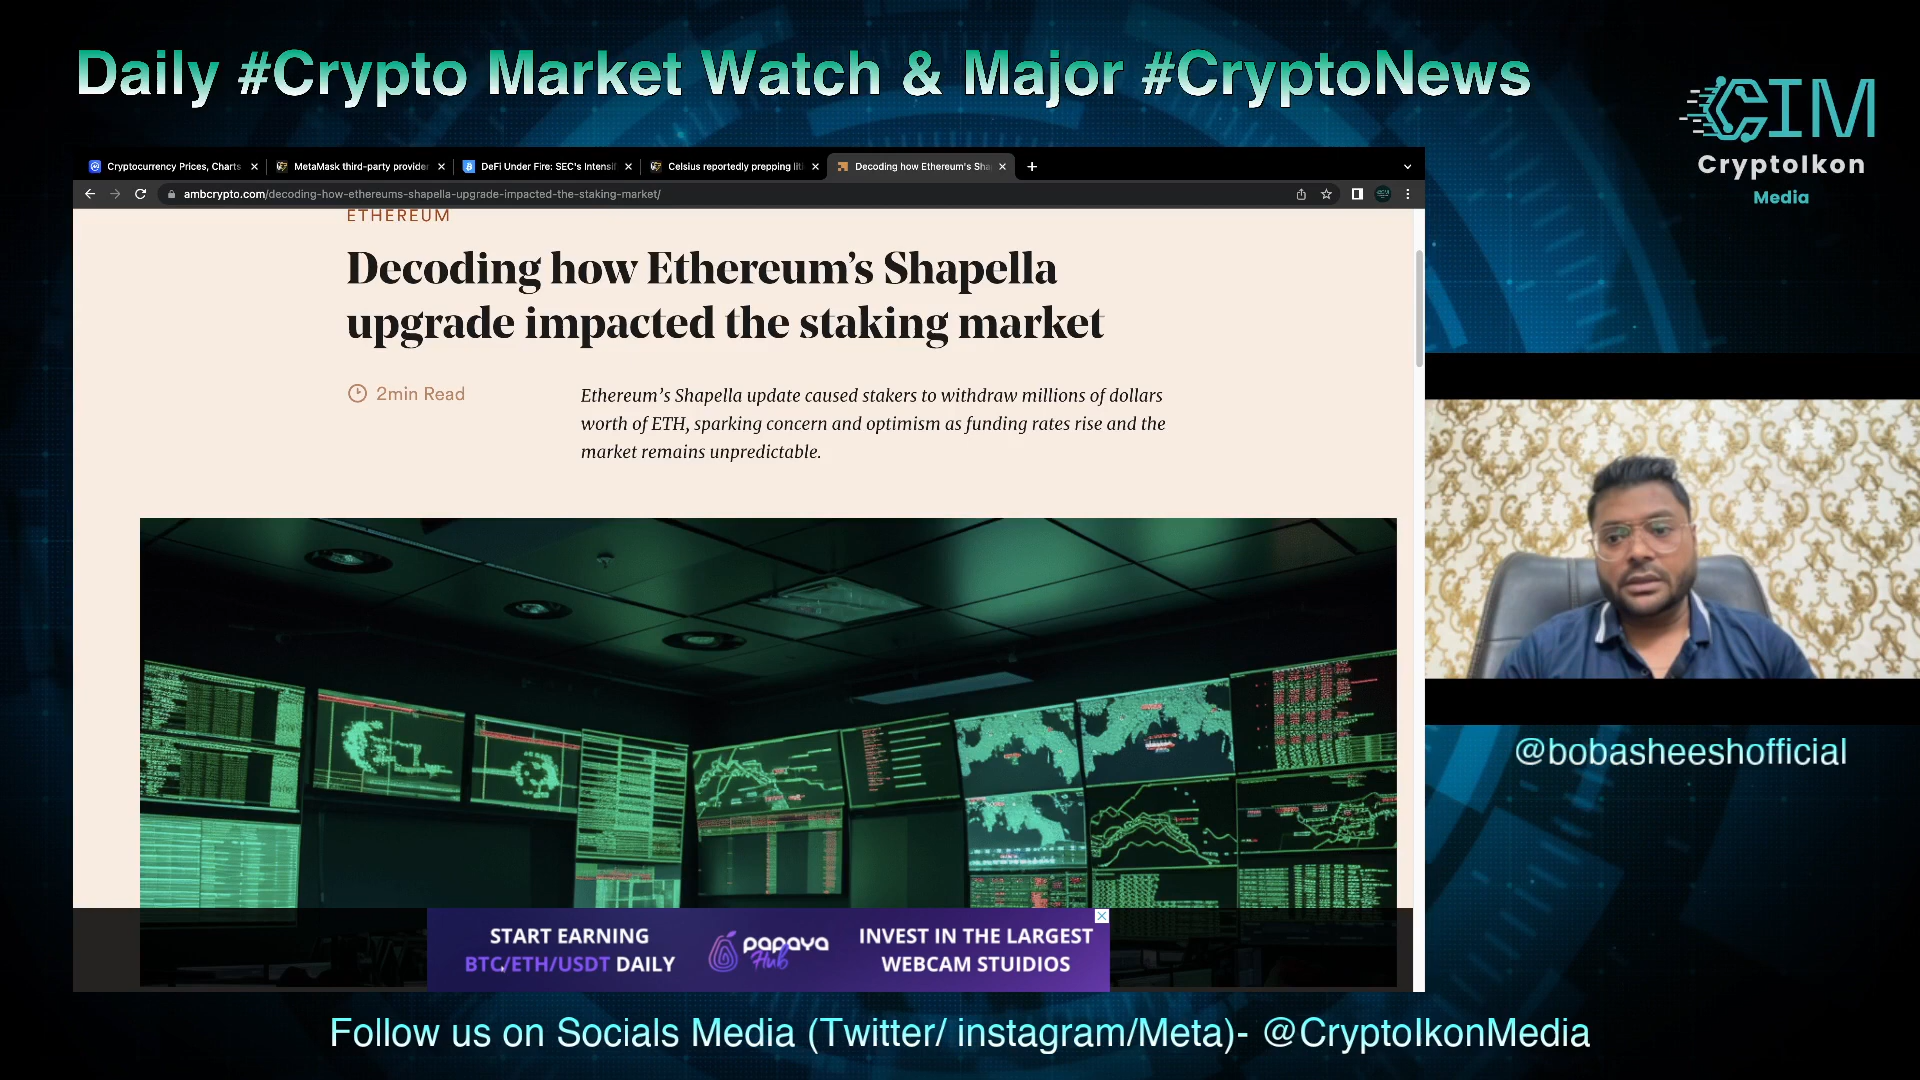 Daily #Crypto Market Watch & Major #CryptoNews
CIM
CryptoIkon
Media
Cryptocurrency Prices, Charts
MetaMask third-party provide
DeFi Under Fire: SEC's Intensif
Celsius reportedly prepping liti
Decoding how Ethereum's Sha
ambcrypto.com/decoding-how-ethereums-shapella-upgrade-impacted-the-staking-market/
ETHEREUM
Decoding how Ethereum's Shapella
upgrade impacted the staking market
2min Read
Ethereum's Shapella update caused stakers to withdraw millions of dollars
worth of ETH, sparking concern and optimism as funding rates rise and the
market remains unpredictable.
START EARNING
BTC/ETH/USDT DAILY
papaya
Hub
INVEST IN THE LARGEST
WEBCAM STUIDIOS
@bobasheeshofficial
Follow us on Socials Media (Twitter/ instagram/Meta)- @CryptoIkonMedia